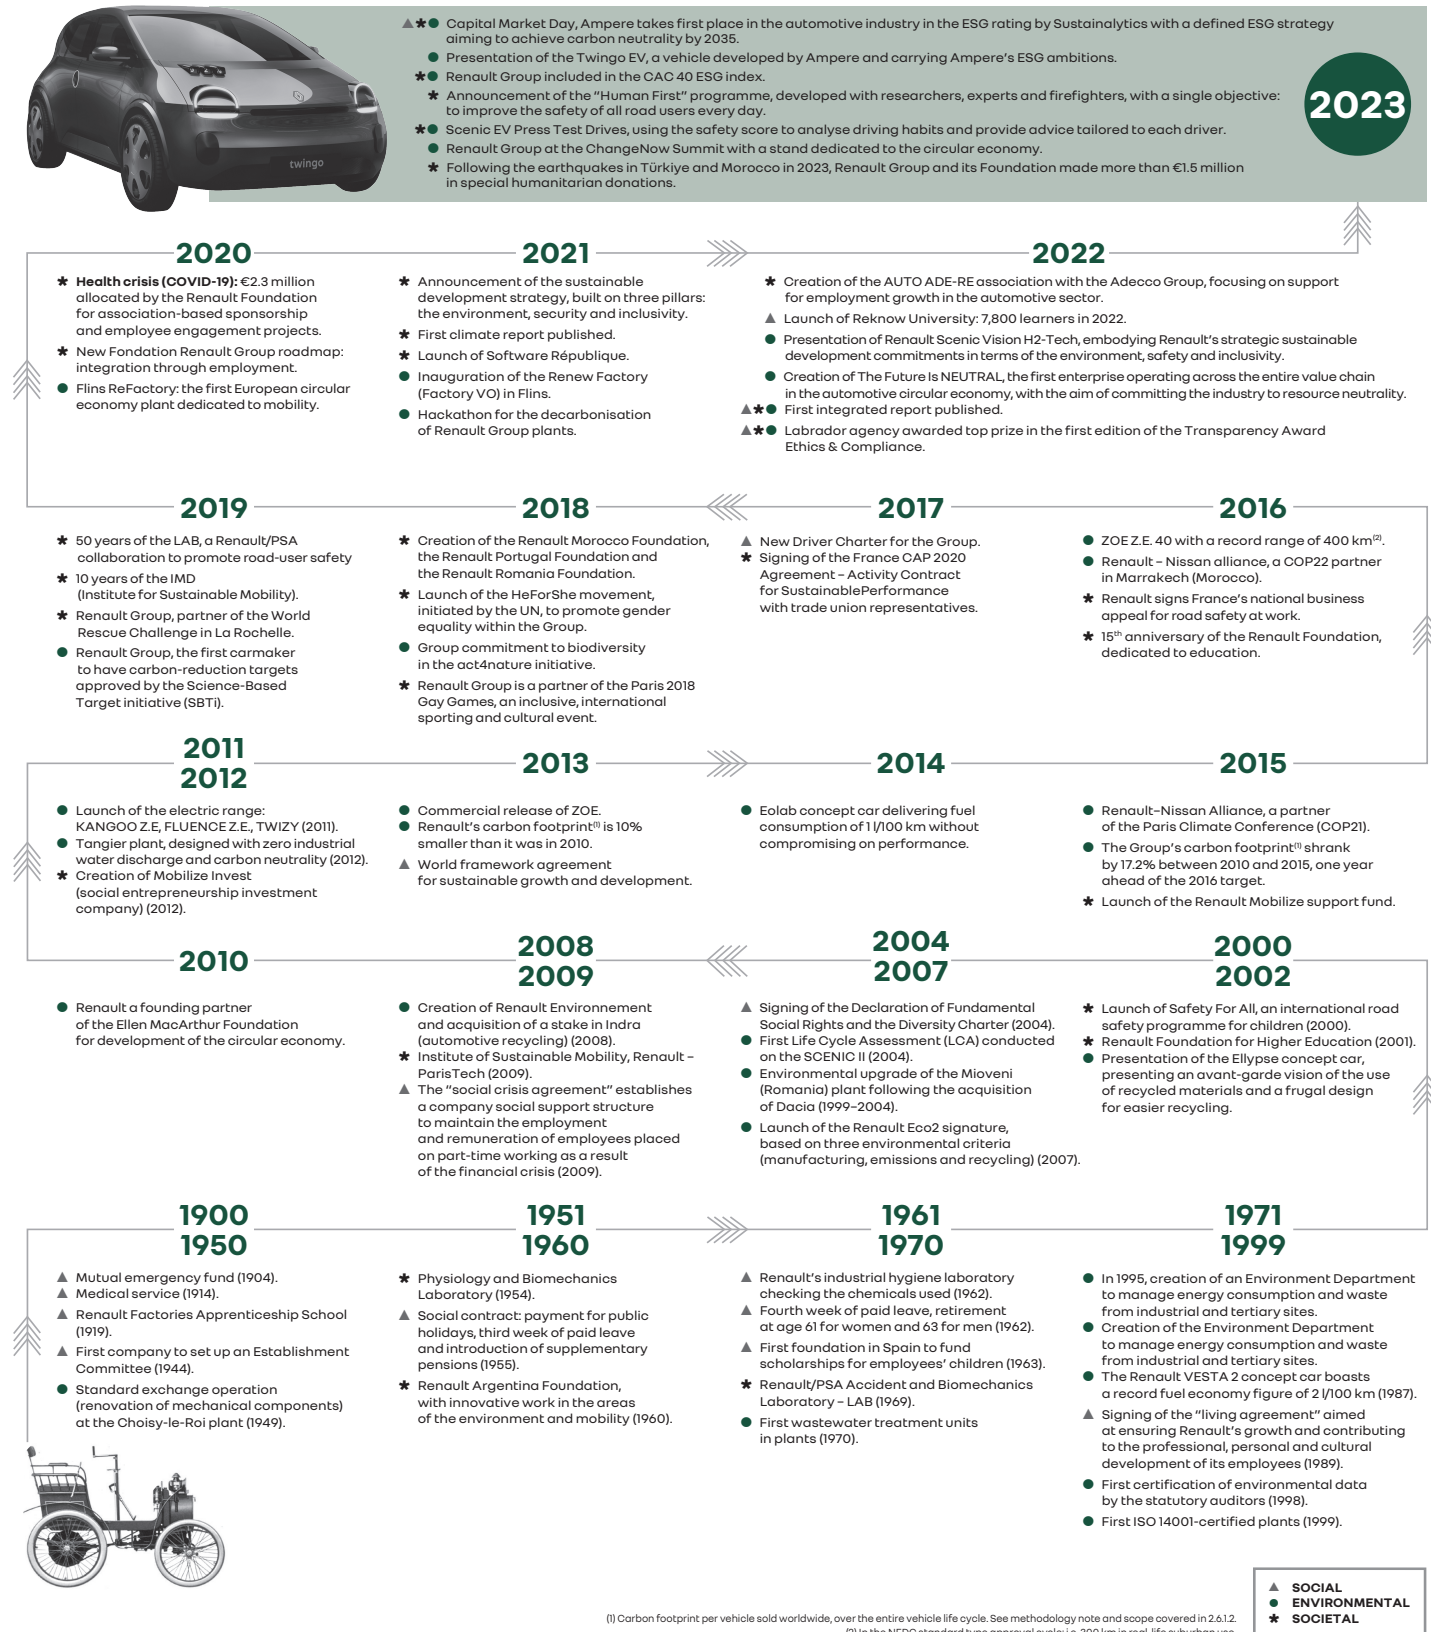 Capital Market Day, Ampere takes first place in the automotive industry in the ESG rating by Sustainalytics with a defined ESG strategy
aiming to achieve carbon neutrality by 2035.
Presentation of the Twingo EV, a vehicle developed by Ampere and carrying Ampere's ESG ambitions.
Renault Group included in the CAC 40 ESG index.
Announcement of the “Human First” programme, developed with researchers, experts and firefighters, with a single objective:
to improve the safety of all road users every day.
Scenic EV Press Test Drives, using the safety score to analyse driving habits and provide advice tailored to each driver.
Renault Group at the ChangeNow Summit with a stand dedicated to the circular economy.
Following the earthquakes in Türkiye and Morocco in 2023, Renault Group and its Foundation made more than €1.5 million
in special humanitarian donations.
2023
twingo
2020
Health crisis (COVID-19): €2.3 million
allocated by the Renault Foundation
for association-based sponsorship
and employee engagement projects.
New Fondation Renault Group roadmap:
integration through employment.
Flins ReFactory: the first European circular
economy plant dedicated to mobility.
2021
Announcement of the sustainable
development strategy, built on three pillars:
the environment, security and inclusivity.
First climate report published.
Launch of Software République.
Inauguration of the Renew Factory
(Factory VO) in Flins.
Hackathon for the decarbonisation
of Renault Group plants.
2022
Creation of the AUTO ADE-RE association with the Adecco Group, focusing on support
for employment growth in the automotive sector.
Launch of Reknow University: 7,800 learners in 2022.
Presentation of Renault Scenic Vision H2-Tech, embodying Renault's strategic sustainable
development commitments in terms of the environment, safety and inclusivity.
Creation of The Future Is NEUTRAL, the first enterprise operating across the entire value chain
in the automotive circular economy, with the aim of committing the industry to resource neutrality.
First integrated report published.
Labrador agency awarded top prize in the first edition of the Transparency Award
Ethics & Compliance.
2019
50 years of the LAB, a Renault/PSA
collaboration to promote road-user safety
10 years of the IMD
(Institute for Sustainable Mobility).
Renault Group, partner of the World
Rescue Challenge in La Rochelle.
Renault Group, the first carmaker
to have carbon-reduction targets
approved by the Science-Based
Target initiative (SBTi).
2018
Creation of the Renault Morocco Foundation,
the Renault Portugal Foundation and
the Renault Romania Foundation.
Launch of the HeForShe movement,
initiated by the UN, to promote gender
equality within the Group.
Group commitment to biodiversity
in the act4nature initiative.
Renault Group is a partner of the Paris 2018
Gay Games, an inclusive, international
sporting and cultural event.
2017
New Driver Charter for the Group.
Signing of the France CAP 2020
Agreement – Activity Contract
for SustainablePerformance
with trade union representatives.
2016
ZOE Z.E. 40 with a record range of 400 km(2).
Renault – Nissan alliance, a COP22 partner
in Marrakech (Morocco).
Renault signs France's national business
appeal for road safety at work.
15th anniversary of the Renault Foundation,
dedicated to education.
2011
2012
Launch of the electric range:
KANGOO Z.E, FLUENCE Z.E., TWIZY (2011).
Tangier plant, designed with zero industrial
water discharge and carbon neutrality (2012).
Creation of Mobilize Invest
(social entrepreneurship investment
company) (2012).
2013
Commercial release of ZOE.
Renault's carbon footprint(1) is 10%
smaller than it was in 2010.
World framework agreement
for sustainable growth and development.
2014
Eolab concept car delivering fuel
consumption of 1 l/100 km without
compromising on performance.
2015
Renault–Nissan Alliance, a partner
of the Paris Climate Conference (COP21).
The Group's carbon footprint(1) shrank
by 17.2% between 2010 and 2015, one year
ahead of the 2016 target.
Launch of the Renault Mobilize support fund.
2010
Renault a founding partner
of the Ellen MacArthur Foundation
for development of the circular economy.
2008
2009
Creation of Renault Environnement
and acquisition of a stake in Indra
(automotive recycling) (2008).
Institute of Sustainable Mobility, Renault –
ParisTech (2009).
The “social crisis agreement” establishes
a company social support structure
to maintain the employment
and remuneration of employees placed
on part-time working as a result
of the financial crisis (2009).
2004
2007
Signing of the Declaration of Fundamental
Social Rights and the Diversity Charter (2004).
First Life Cycle Assessment (LCA) conducted
on the SCENIC II (2004).
Environmental upgrade of the Mioveni
(Romania) plant following the acquisition
of Dacia (1999–2004).
Launch of the Renault Eco2 signature,
based on three environmental criteria
(manufacturing, emissions and recycling) (2007).
2000
2002
Launch of Safety For All, an international road
safety programme for children (2000).
Renault Foundation for Higher Education (2001).
Presentation of the Ellypse concept car,
presenting an avant-garde vision of the use
of recycled materials and a frugal design
for easier recycling.
1900
1950
Mutual emergency fund (1904).
Medical service (1914).
Renault Factories Apprenticeship School
(1919).
First company to set up an Establishment
Committee (1944).
Standard exchange operation
(renovation of mechanical components)
at the Choisy-le-Roi plant (1949).
1951
1960
Physiology and Biomechanics
Laboratory (1954).
Social contract: payment for public
holidays, third week of paid leave
and introduction of supplementary
pensions (1955).
Renault Argentina Foundation,
with innovative work in the areas
of the environment and mobility (1960).
1961
1970
Renault's industrial hygiene laboratory
checking the chemicals used (1962).
Fourth week of paid leave, retirement
at age 61 for women and 63 for men (1962).
First foundation in Spain to fund
scholarships for employees' children (1963).
Renault/PSA Accident and Biomechanics
Laboratory – LAB (1969).
First wastewater treatment units
in plants (1970).
1971
1999
In 1995, creation of an Environment Department
to manage energy consumption and waste
from industrial and tertiary sites.
Creation of the Environment Department
to manage energy consumption and waste
from industrial and tertiary sites.
The Renault VESTA 2 concept car boasts
a record fuel economy figure of 2 l/100 km (1987).
Signing of the “living agreement” aimed
at ensuring Renault's growth and contributing
to the professional, personal and cultural
development of its employees (1989).
First certification of environmental data
by the statutory auditors (1998).
First ISO 14001-certified plants (1999).
SOCIAL
ENVIRONMENTAL
SOCIETAL
(1) Carbon footprint per vehicle sold worldwide, over the entire vehicle life cycle. See methodology note and scope covered in 2.6.1.2.